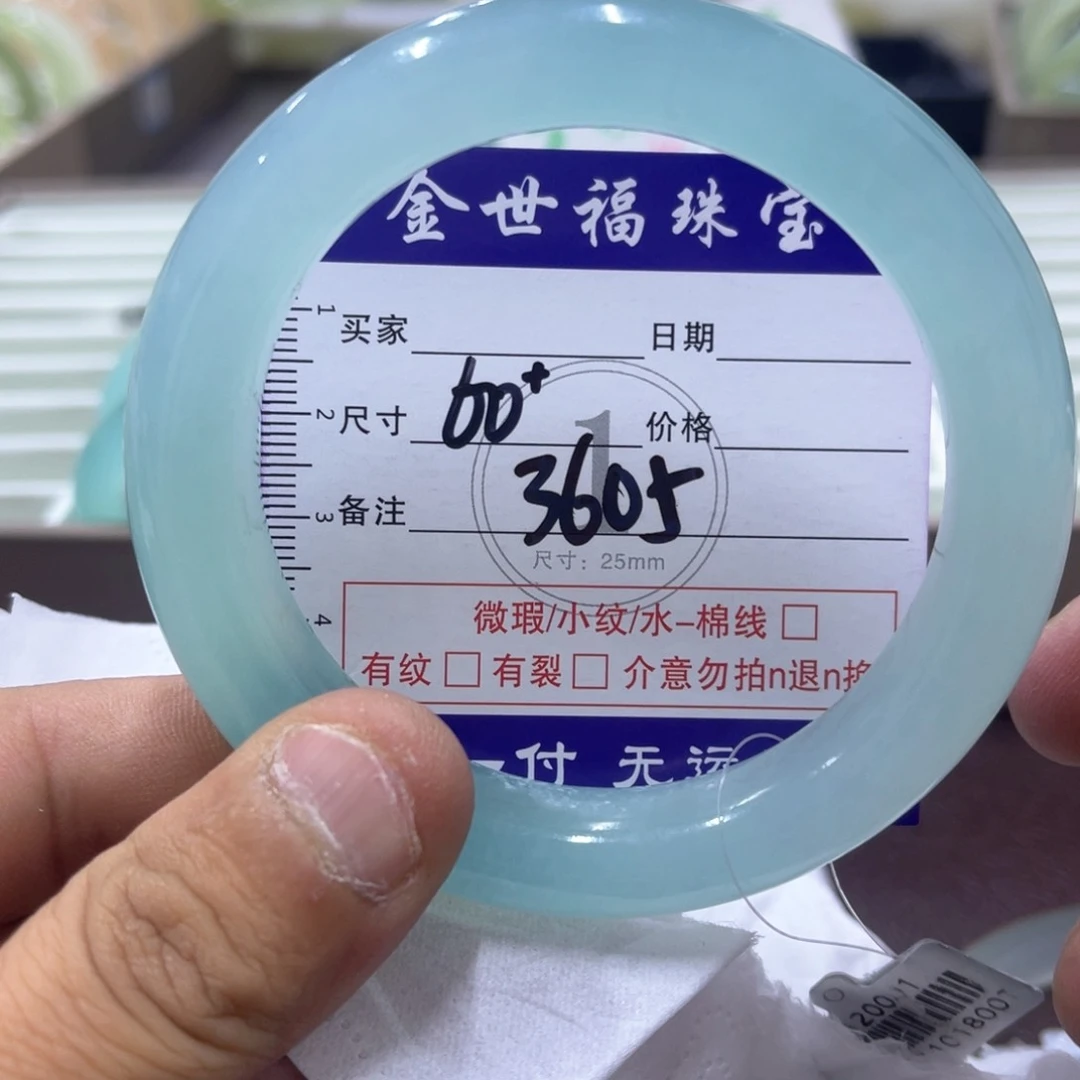 金世福珠宝
1
买家 日期
2 尺寸 60+ 价格
1
3 备注 3605
尺寸：25mm
4
微瑕/小纹/水-棉线 □
有纹 □ 有裂 □ 介意勿拍n退n换
一付 无运